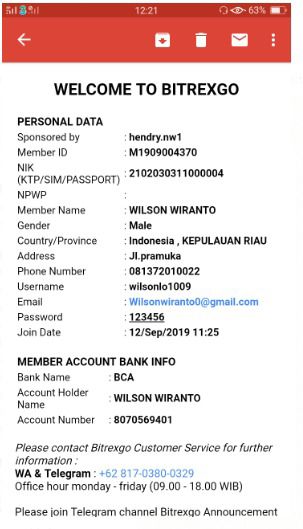 12:21
63%
WELCOME TO BITREXGO
PERSONAL DATA
Sponsored by : hendry.nw1
Member ID : M1909004370
NIK (KTP/SIM/PASSPORT) : 2102030311000004
NPWP :
Member Name : WILSON WIRANTO
Gender : Male
Country/Province : Indonesia , KEPULAUAN RIAU
Address : Jl.pramuka
Phone Number : 081372010022
Username : wilsonlo1009
Email : Wilsonwiranto0@gmail.com
Password : 123456
Join Date : 12/Sep/2019 11:25
MEMBER ACCOUNT BANK INFO
Bank Name : BCA
Account Holder Name : WILSON WIRANTO
Account Number : 8070569401
Please contact Bitrexgo Customer Service for further
information :
WA & Telegram : +62 817-0380-0329
Office hour monday - friday (09.00 - 18.00 WIB)
Please join Telegram channel Bitrexgo Announcement